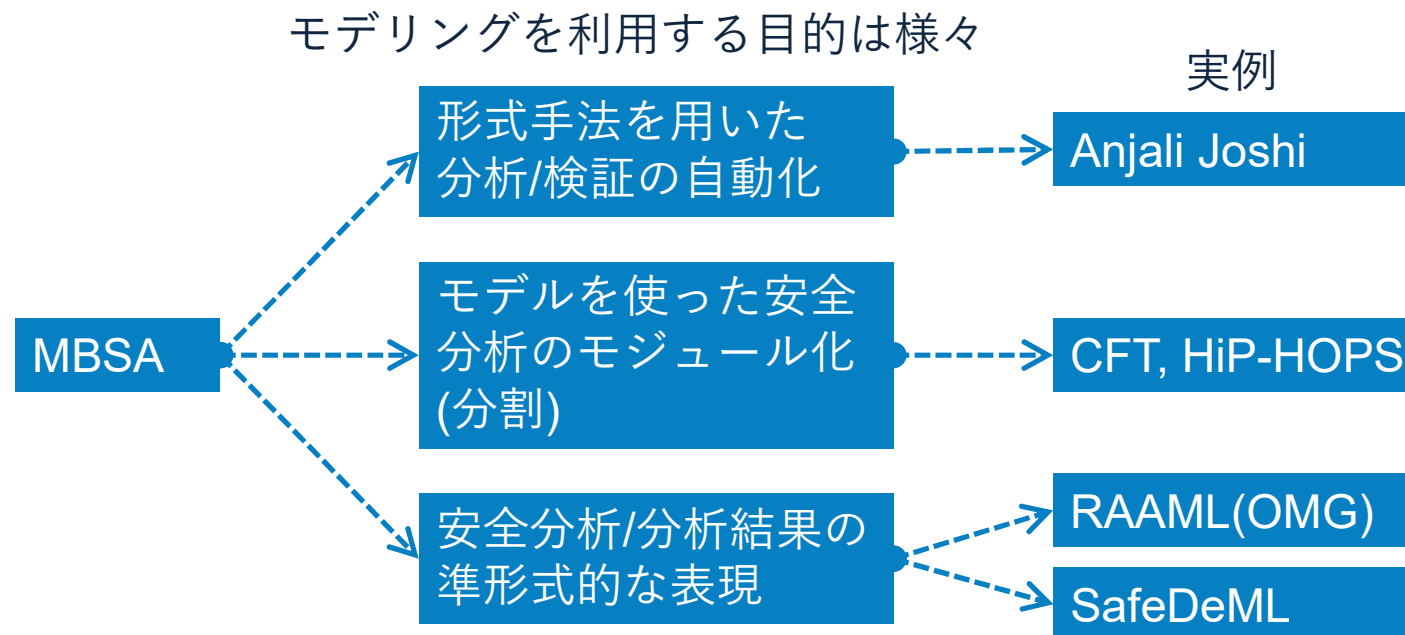 モデリングを利用する目的は様々
実例
形式手法を用いた
分析/検証の自動化
Anjali Joshi
MBSA
モデルを使った安全
分析のモジュール化
(分割)
CFT, HiP-HOPS
安全分析/分析結果の
準形式的な表現
RAAML(OMG)
SafeDeML